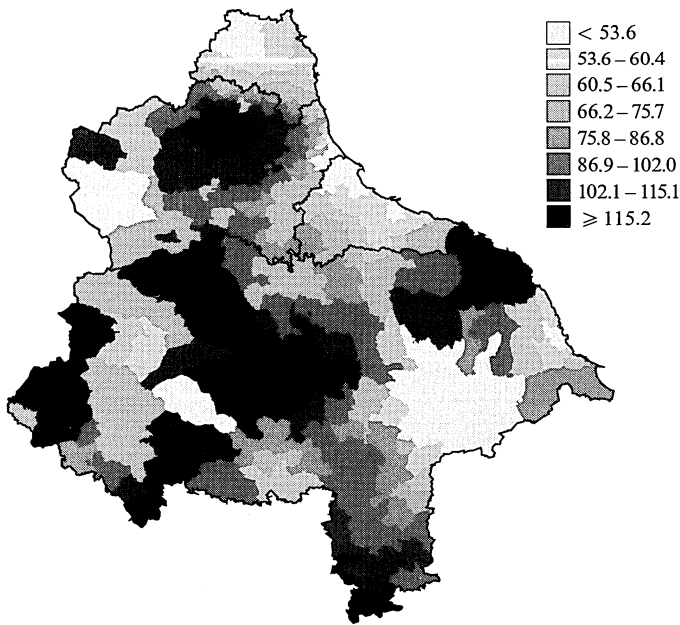 < 53.6
53.6 – 60.4
60.5 – 66.1
66.2 – 75.7
75.8 – 86.8
86.9 – 102.0
102.1 – 115.1
⩾ 115.2